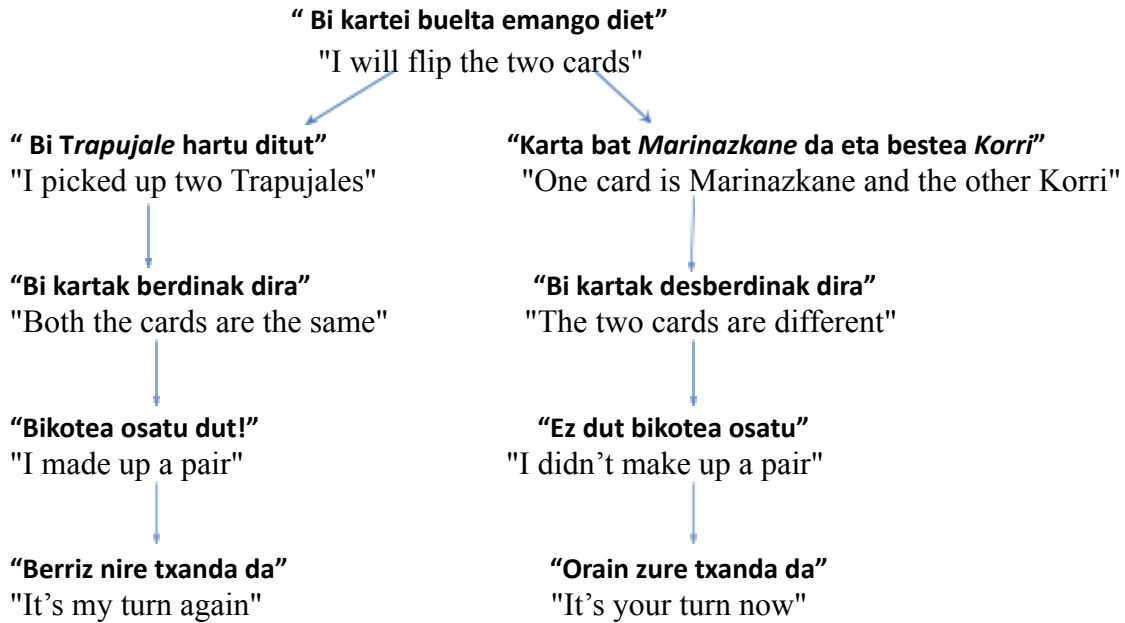 “ Bi kartei buelta emango diet”
"I will flip the two cards"
“ Bi Trapujale hartu ditut”
"I picked up two Trapujales"
“Karta bat Marinazkane da eta bestea Korri”
"One card is Marinazkane and the other Korri"
“Bi kartak berdinak dira”
"Both the cards are the same"
“Bi kartak desberdinak dira”
"The two cards are different"
“Bikotea osatu dut!”
"I made up a pair"
“Ez dut bikotea osatu”
"I didn’t make up a pair"
“Berriz nire txanda da”
"It’s my turn again"
“Orain zure txanda da”
"It’s your turn now"